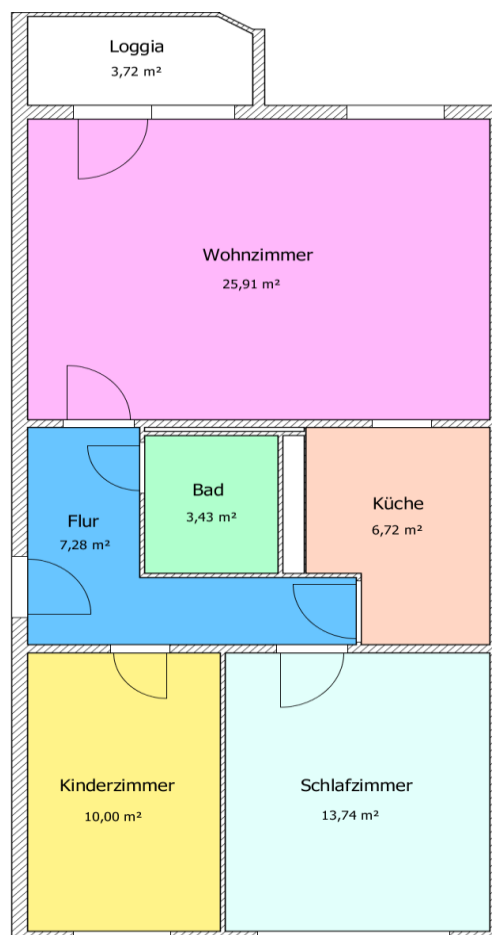 Loggia
3,72 m²
Wohnzimmer
25,91 m²
Bad
3,43 m²
Küche
6,72 m²
Flur
7,28 m²
Kinderzimmer
10,00 m²
Schlafzimmer
13,74 m²